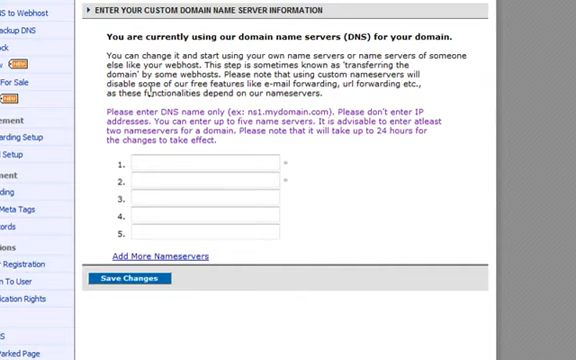 S to Webhost
ackup DNS
ock
For Sale
ement
arding Setup
d Setup
ment
ding
Meta Tags
ords
ions
r Registration
n To User
ication Rights
S
Parked Page
ENTER YOUR CUSTOM DOMAIN NAME SERVER INFORMATION
You are currently using our domain name servers (DNS) for your domain.
You can change it and start using your own name servers or name servers of someone
else like your webhost. This step is sometimes known as 'transferring the
domain' by some webhosts. Please note that using custom nameservers will
disable some of our free features like e-mail forwarding, url forwarding etc.,
as these functionalities depend on our nameservers.
Please enter DNS name only (ex: ns1.mydomain.com). Please don't enter IP
addresses. You can enter up to five name servers. It is advisable to enter atleast
two nameservers for a domain. Please note that it will take up to 24 hours for
the changes to take effect.
1. *
2. *
3.
4.
5.
Add More Nameservers
Save Changes